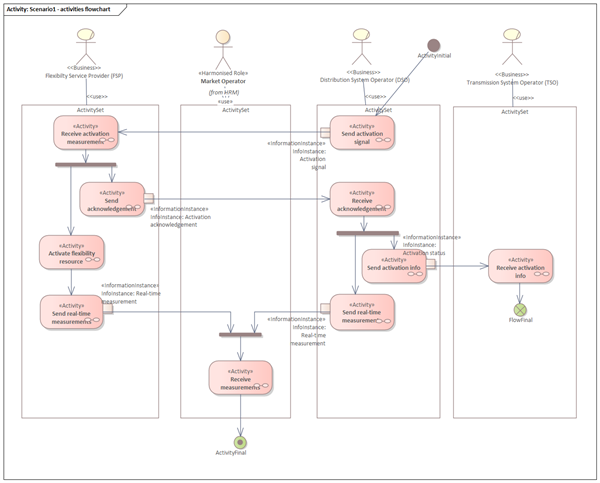 Activity: Scenario1 - activities flowchart
ActivityInitial
<<Business>>
Flexibilty Service Provider (FSP)
«Harmonised Role»
Market Operator
(from HRM)
<<Business>>
Distribution System Operator (DSO)
<<Business>>
Transmission System Operator (TSO)
<<use>>
«use»
<<use>>
<<use>>
ActivitySet
ActivitySet
ActivitySet
ActivitySet
«Activity»
Receive activation
measurement
«Activity»
Send activation
signal
«InformationInstance»
InfoInstance:
Activation
signal
«Activity»
Send
acknowledgement
«InformationInstance»
InfoInstance: Activation
acknowledgement
«Activity»
Receive
acknowledgement
«Activity»
Activate flexibility
resource
«InformationInstance»
InfoInstance:
Activation status
«Activity»
Send activation info
«Activity»
Receive activation
info
«InformationInstance»
InfoInstance: Real-time
measurement
«Activity»
Send real-time
measurements
«Activity»
Send real-time
measurements
«InformationInstance»
InfoInstance:
Real-time
measurement
FlowFinal
«Activity»
Receive
measurements
ActivityFinal